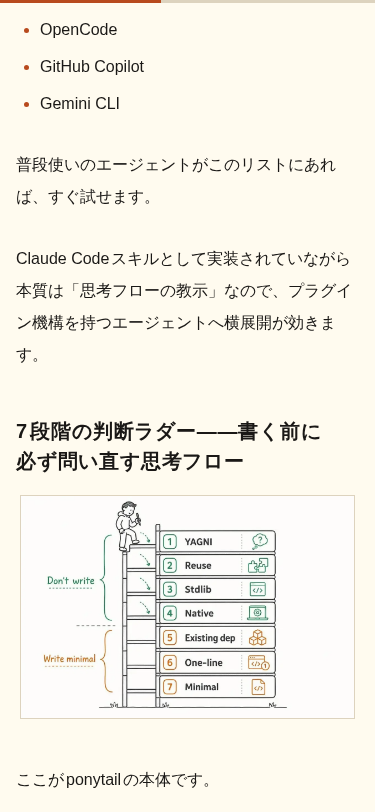 OpenCode
GitHub Copilot
Gemini CLI
普段使いのエージェントがこのリストにあれ
ば、すぐ試せます。
Claude Codeスキルとして実装されていながら
本質は「思考フローの教示」なので、プラグイ
ン機構を持つエージェントへ横展開が効きま
す。
7段階の判断ラダー——書く前に
必ず問い直す思考フロー
1 YAGNI
2 Reuse
3 Stdlib
4 Native
5 Existing dep
6 One-line
7 Minimal
Don't write
Write minimal
ここがponytailの本体です。